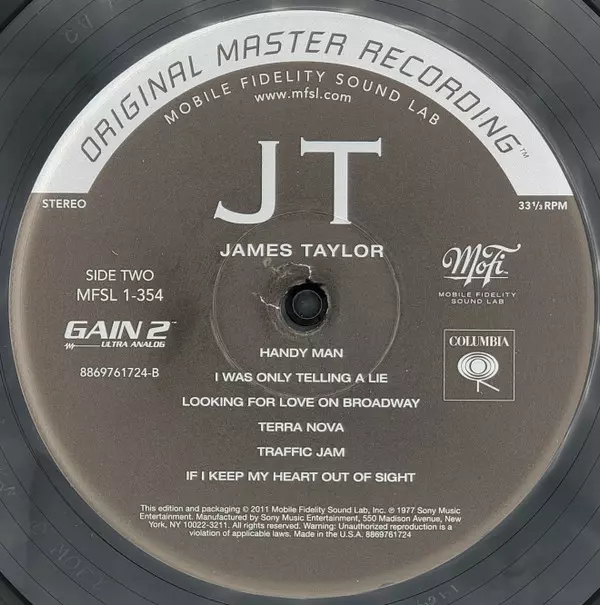 ORIGINAL MASTER RECORDING™
MOBILE FIDELITY SOUND LAB
www.mfsl.com
JT
STEREO
33⅓ RPM
JAMES TAYLOR
SIDE TWO
MFSL 1-354
MoFi
MOBILE FIDELITY
SOUND LAB
GAIN 2™
ULTRA ANALOG
COLUMBIA
8869761724-B
HANDY MAN
I WAS ONLY TELLING A LIE
LOOKING FOR LOVE ON BROADWAY
TERRA NOVA
TRAFFIC JAM
IF I KEEP MY HEART OUT OF SIGHT
This edition and packaging © 2011 Mobile Fidelity Sound Lab, Inc. ℗ 1977 Sony Music
Entertainment. Manufactured by Sony Music Entertainment, 550 Madison Avenue, New
York, NY 10022-3211. All rights reserved. Warning: Unauthorized reproduction is a
violation of applicable laws. Made in the U.S.A. 8869761724